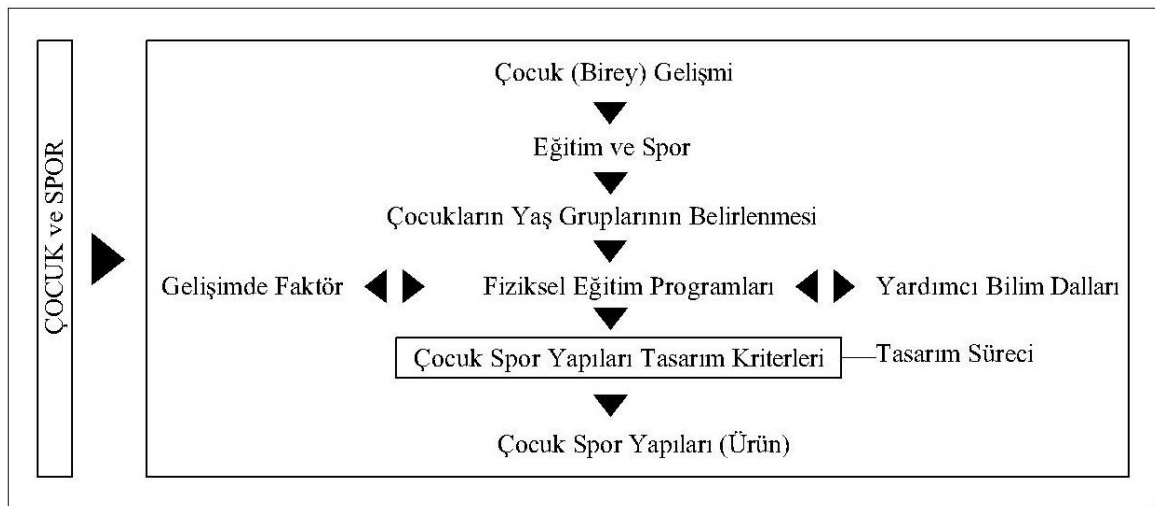 ÇOCUK ve SPOR
Çocuk (Birey) Gelişmi
Eğitim ve Spor
Çocukların Yaş Gruplarının Belirlenmesi
Gelişimde Faktör Fiziksel Eğitim Programları Yardımcı Bilim Dalları
Çocuk Spor Yapıları Tasarım Kriterleri Tasarım Süreci
Çocuk Spor Yapıları (Ürün)